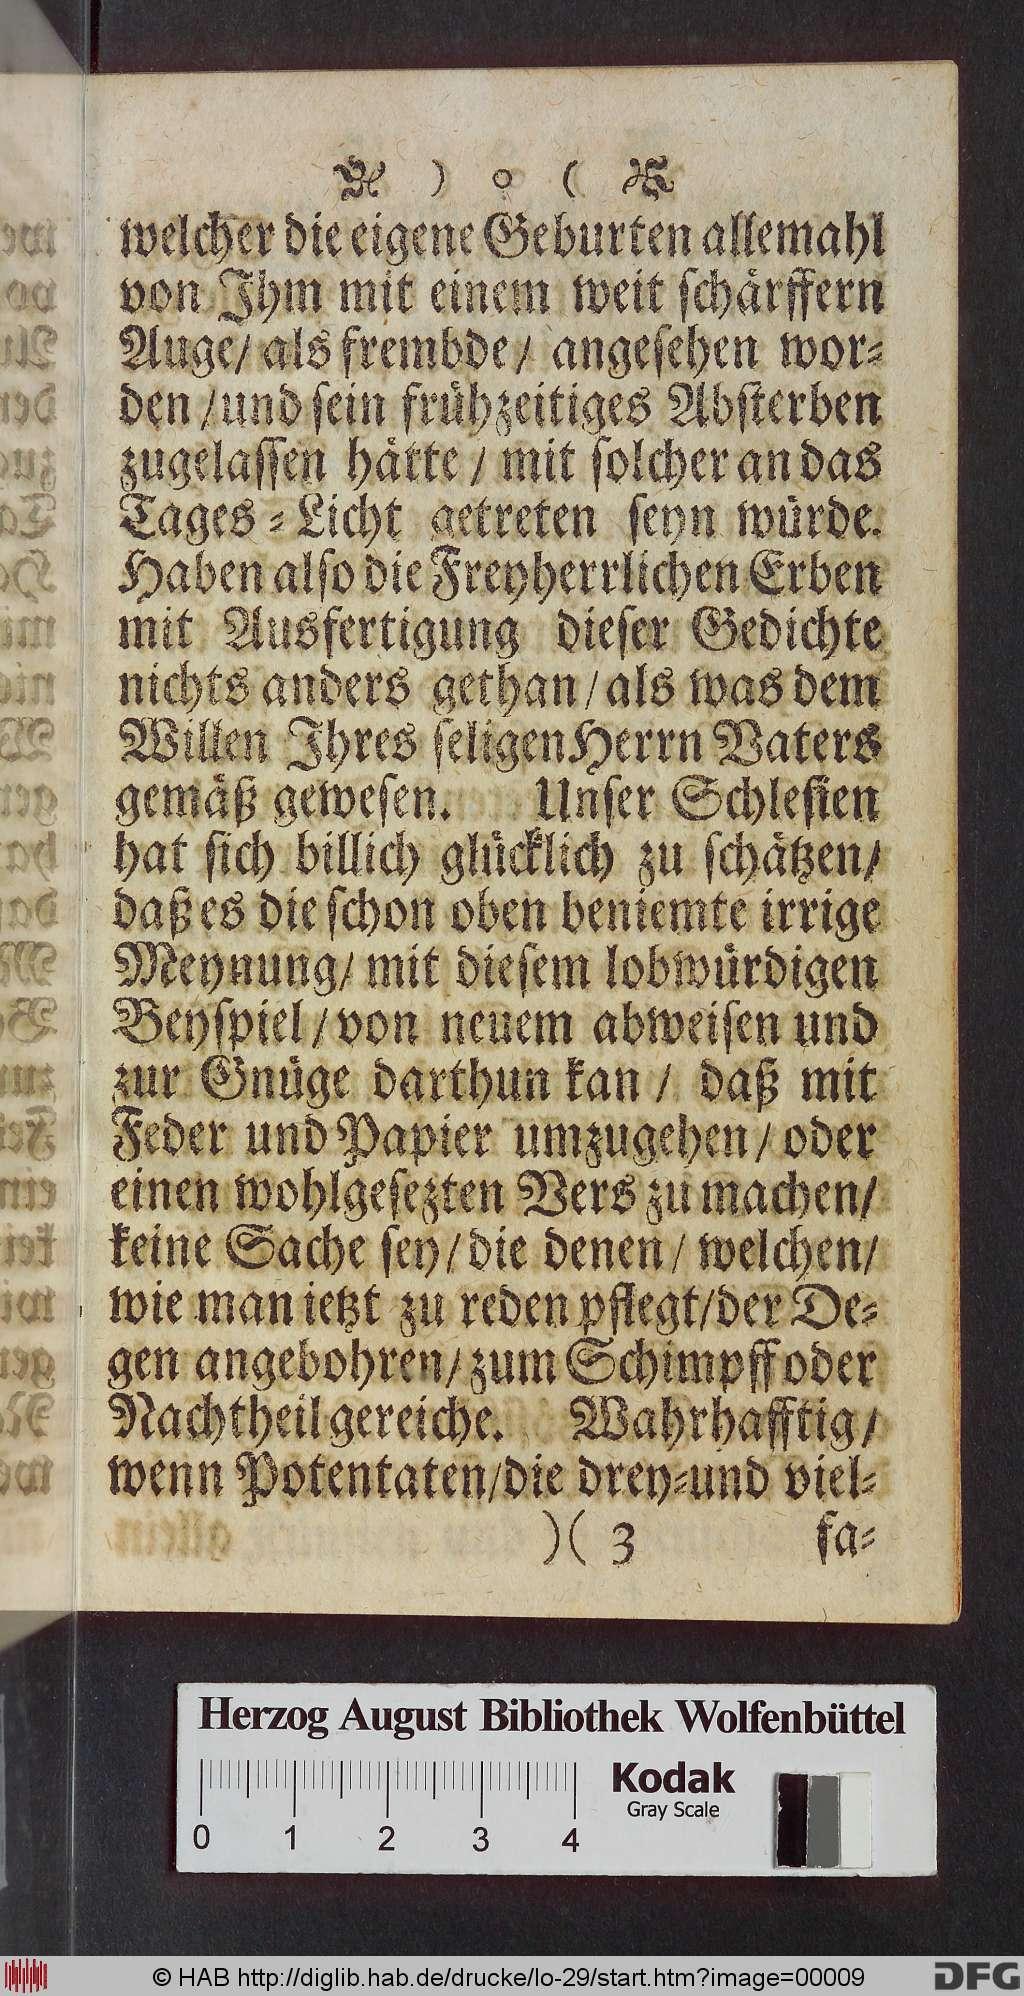 ) o (
welcher die eigene Geburten allemahl
von Ihm mit einem weit schärffern
Auge/ als frembde/ angesehen wor-
den /und sein frühzeitiges Absterben
zugelassen hätte / mit solcher an das
Tages-Licht getreten seyn würde.
Haben also die Freyherrlichen Erben
mit Ausfertigung dieser Gedichte
nichts anders gethan/ als was dem
Willen Ihres seligen Herrn Vaters
gemäß gewesen. Unser Schlesien
hat sich billich glücklich zu schätzen/
daß es die schon oben beniemte irrige
Meynung/ mit diesem lobwürdigen
Beyspiel / von neuem abweisen und
zur Gnüge darthun kan / daß mit
Feder und Papier umzugehen/ oder
einen wohlgesezten Vers zu machen/
keine Sache sey/ die denen/ welchen/
wie man ietzt zu reden pflegt/der De-
gen angebohren/ zum Schimpff oder
Nachtheil gereiche. Wahrhafftig/
wenn Potentaten/die drey-und viel-
)( 3 fa-
Herzog August Bibliothek Wolfenbüttel
Kodak
Gray Scale
0 1 2 3 4
© HAB http://diglib.hab.de/drucke/lo-29/start.htm?image=00009
DFG